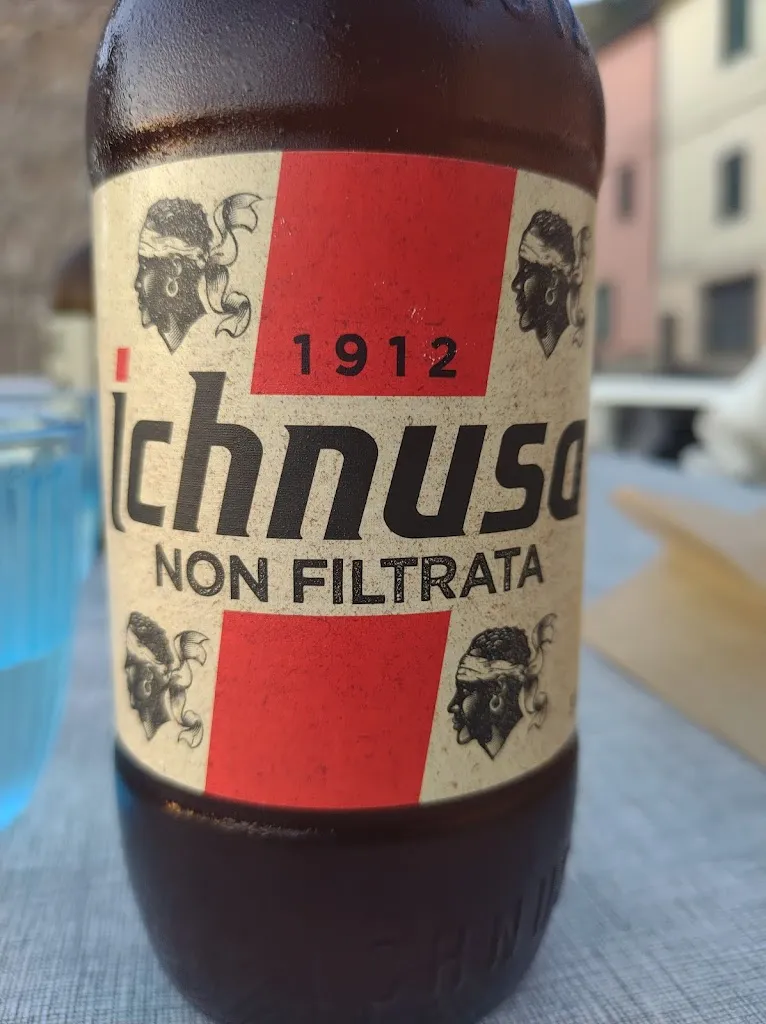 1912
ichnusa
NON FILTRATA